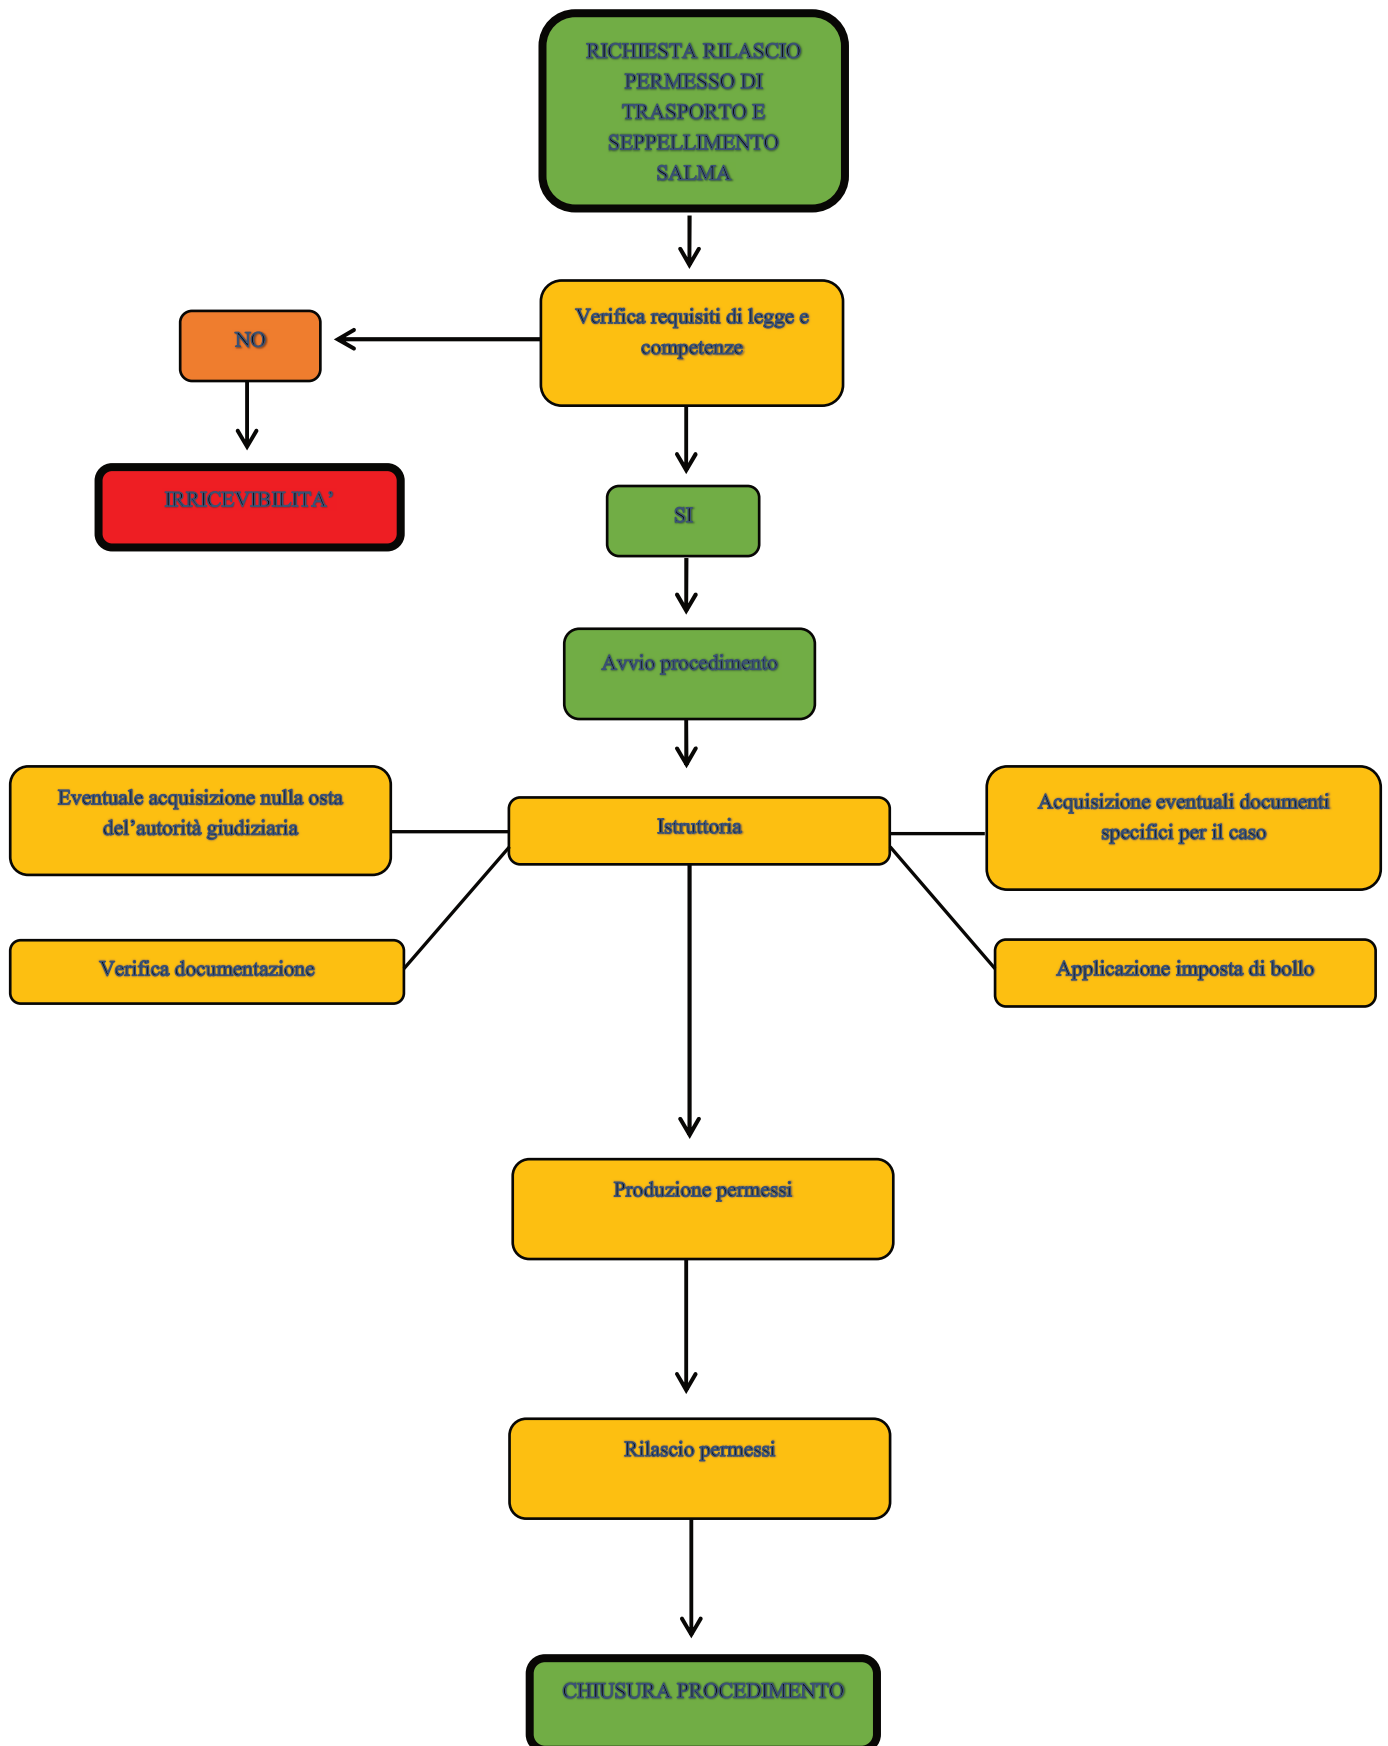 RICHIESTA RILASCIO
PERMESSO DI
TRASPORTO E
SEPPELLIMENTO
SALMA
Verifica requisiti di legge e
competenze
NO
IRRICEVIBILITA’
SI
Avvio procedimento
Eventuale acquisizione nulla osta
del’autorità giudiziaria
Istruttoria
Acquisizione eventuali documenti
specifici per il caso
Verifica documentazione
Applicazione imposta di bollo
Produzione permessi
Rilascio permessi
CHIUSURA PROCEDIMENTO